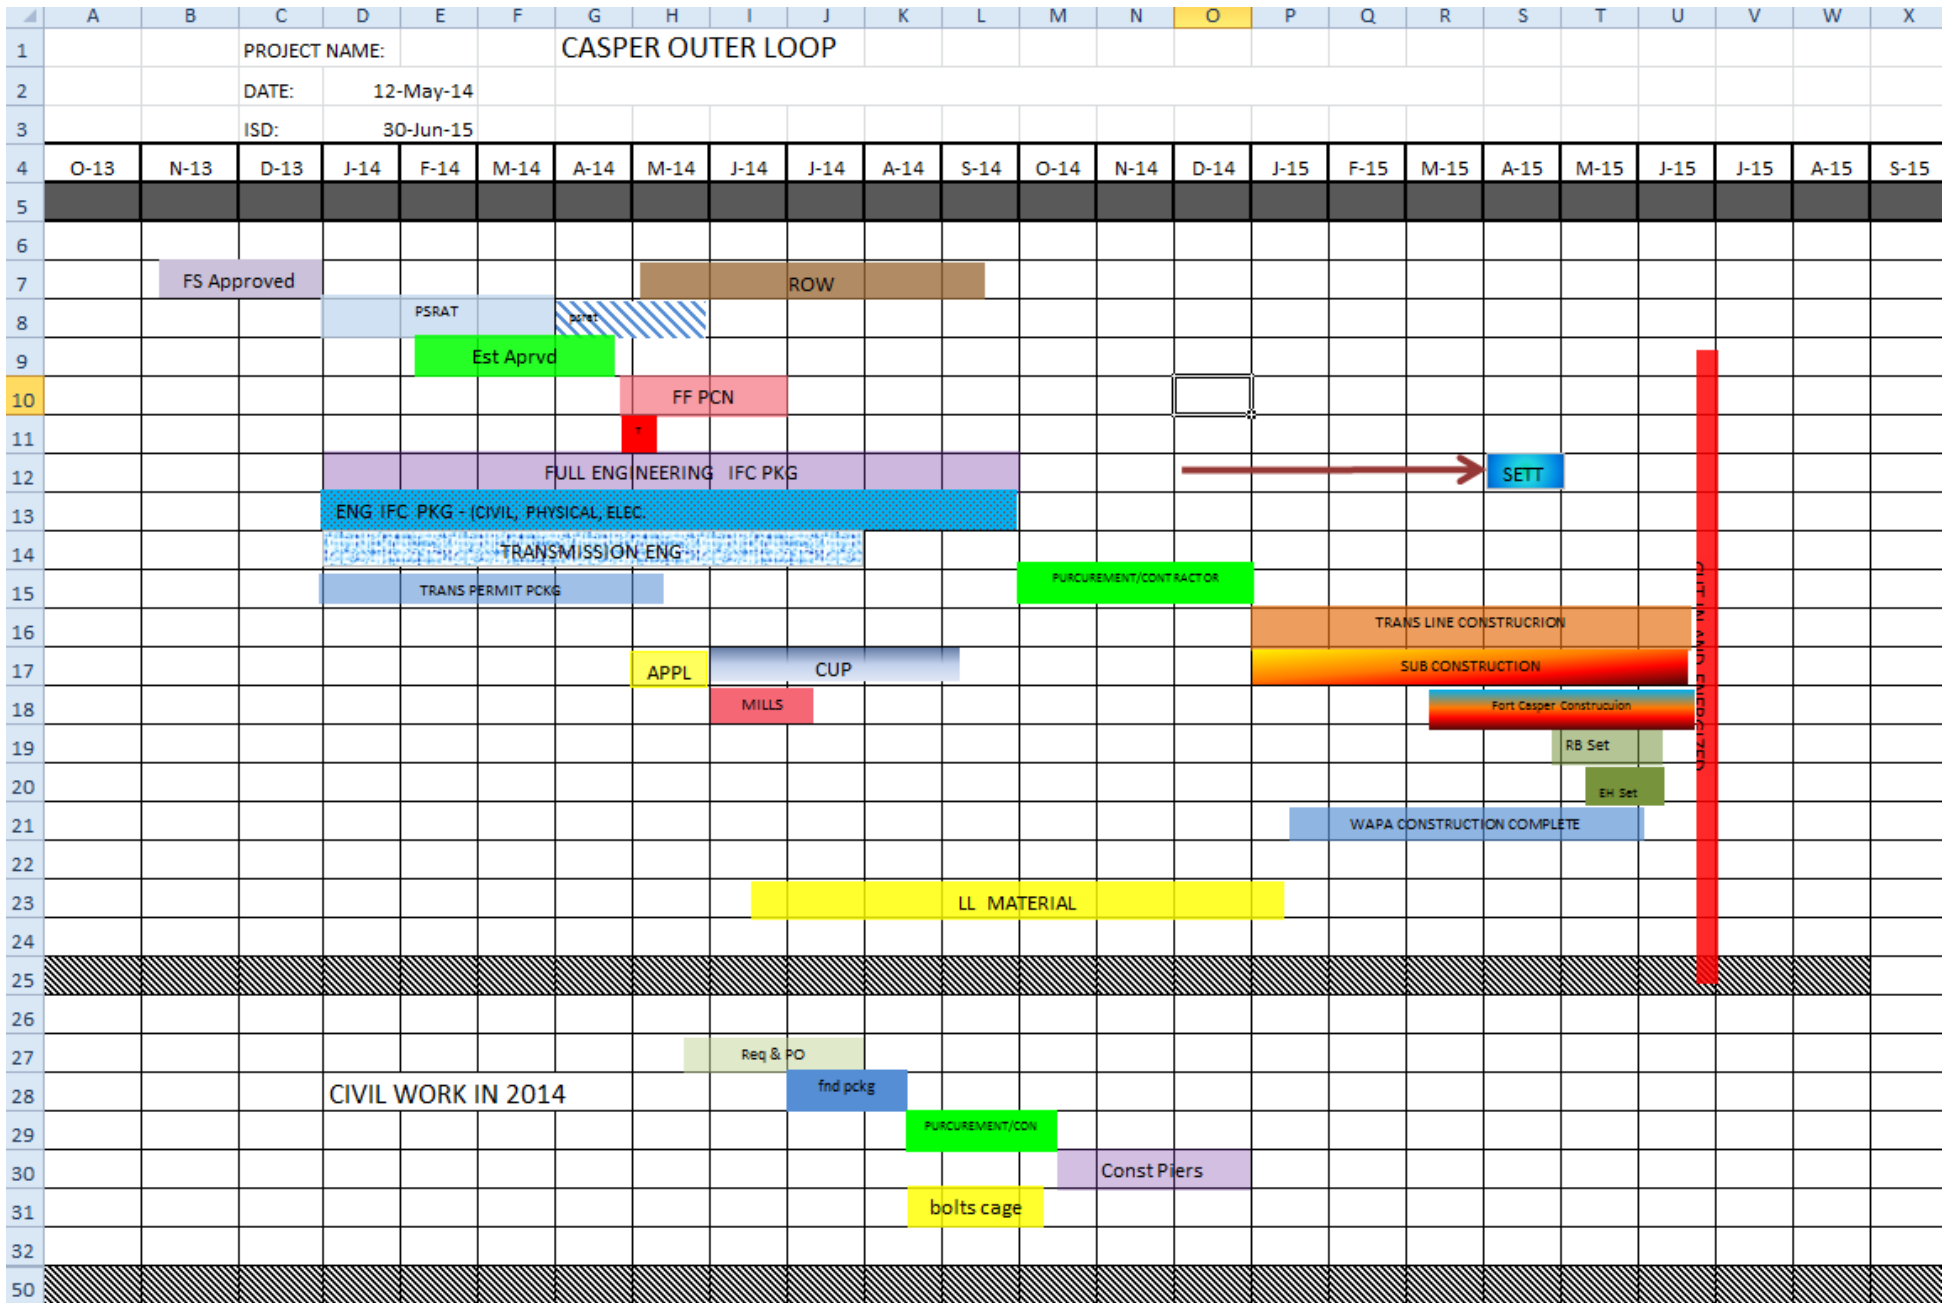 A B C D E F G H I J K L M N O P Q R S T U V W X
1 PROJECT NAME: CASPER OUTER LOOP
2 DATE: 12-May-14
3 ISD: 30-Jun-15
4 O-13 N-13 D-13 J-14 F-14 M-14 A-14 M-14 J-14 J-14 A-14 S-14 O-14 N-14 D-14 J-15 F-15 M-15 A-15 M-15 J-15 J-15 A-15 S-15
5
6
7 FS Approved ROW
8 PSRAT psrat
9 Est Aprvd
10 FF PCN
11 T
12 FULL ENGINEERING IFC PKG SETT
13 ENG IFC PKG - (CIVIL, PHYSICAL, ELEC.
14 TRANSMISSION ENG
15 TRANS PERMIT PCKG PURCUREMENT/CONTRACTOR
CUT IN AND ENERGIZED
16 TRANS LINE CONSTRUCRION
17 APPL CUP SUB CONSTRUCTION
18 MILLS Fort Casper Construcuion
19 RB Set
20 EH Set
21 WAPA CONSTRUCTION COMPLETE
22
23 LL MATERIAL
24
25
26
27 Req & PO
28 CIVIL WORK IN 2014 fnd pckg
29 PURCUREMENT/CON
30 Const Piers
31 bolts cage
32
50